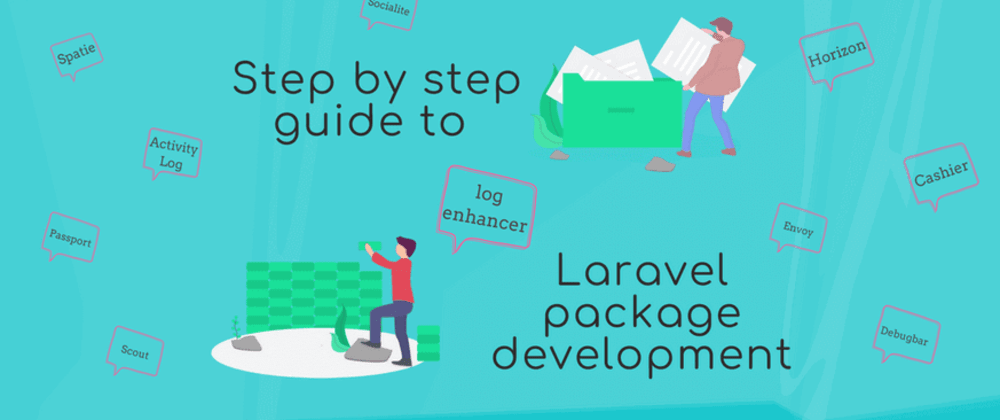 Socialite
Spatie
Step by step
guide to
Horizon
Activity
Log
log
enhancer
Cashier
Passport
Envoy
Laravel
package
development
Scout
Debugbar